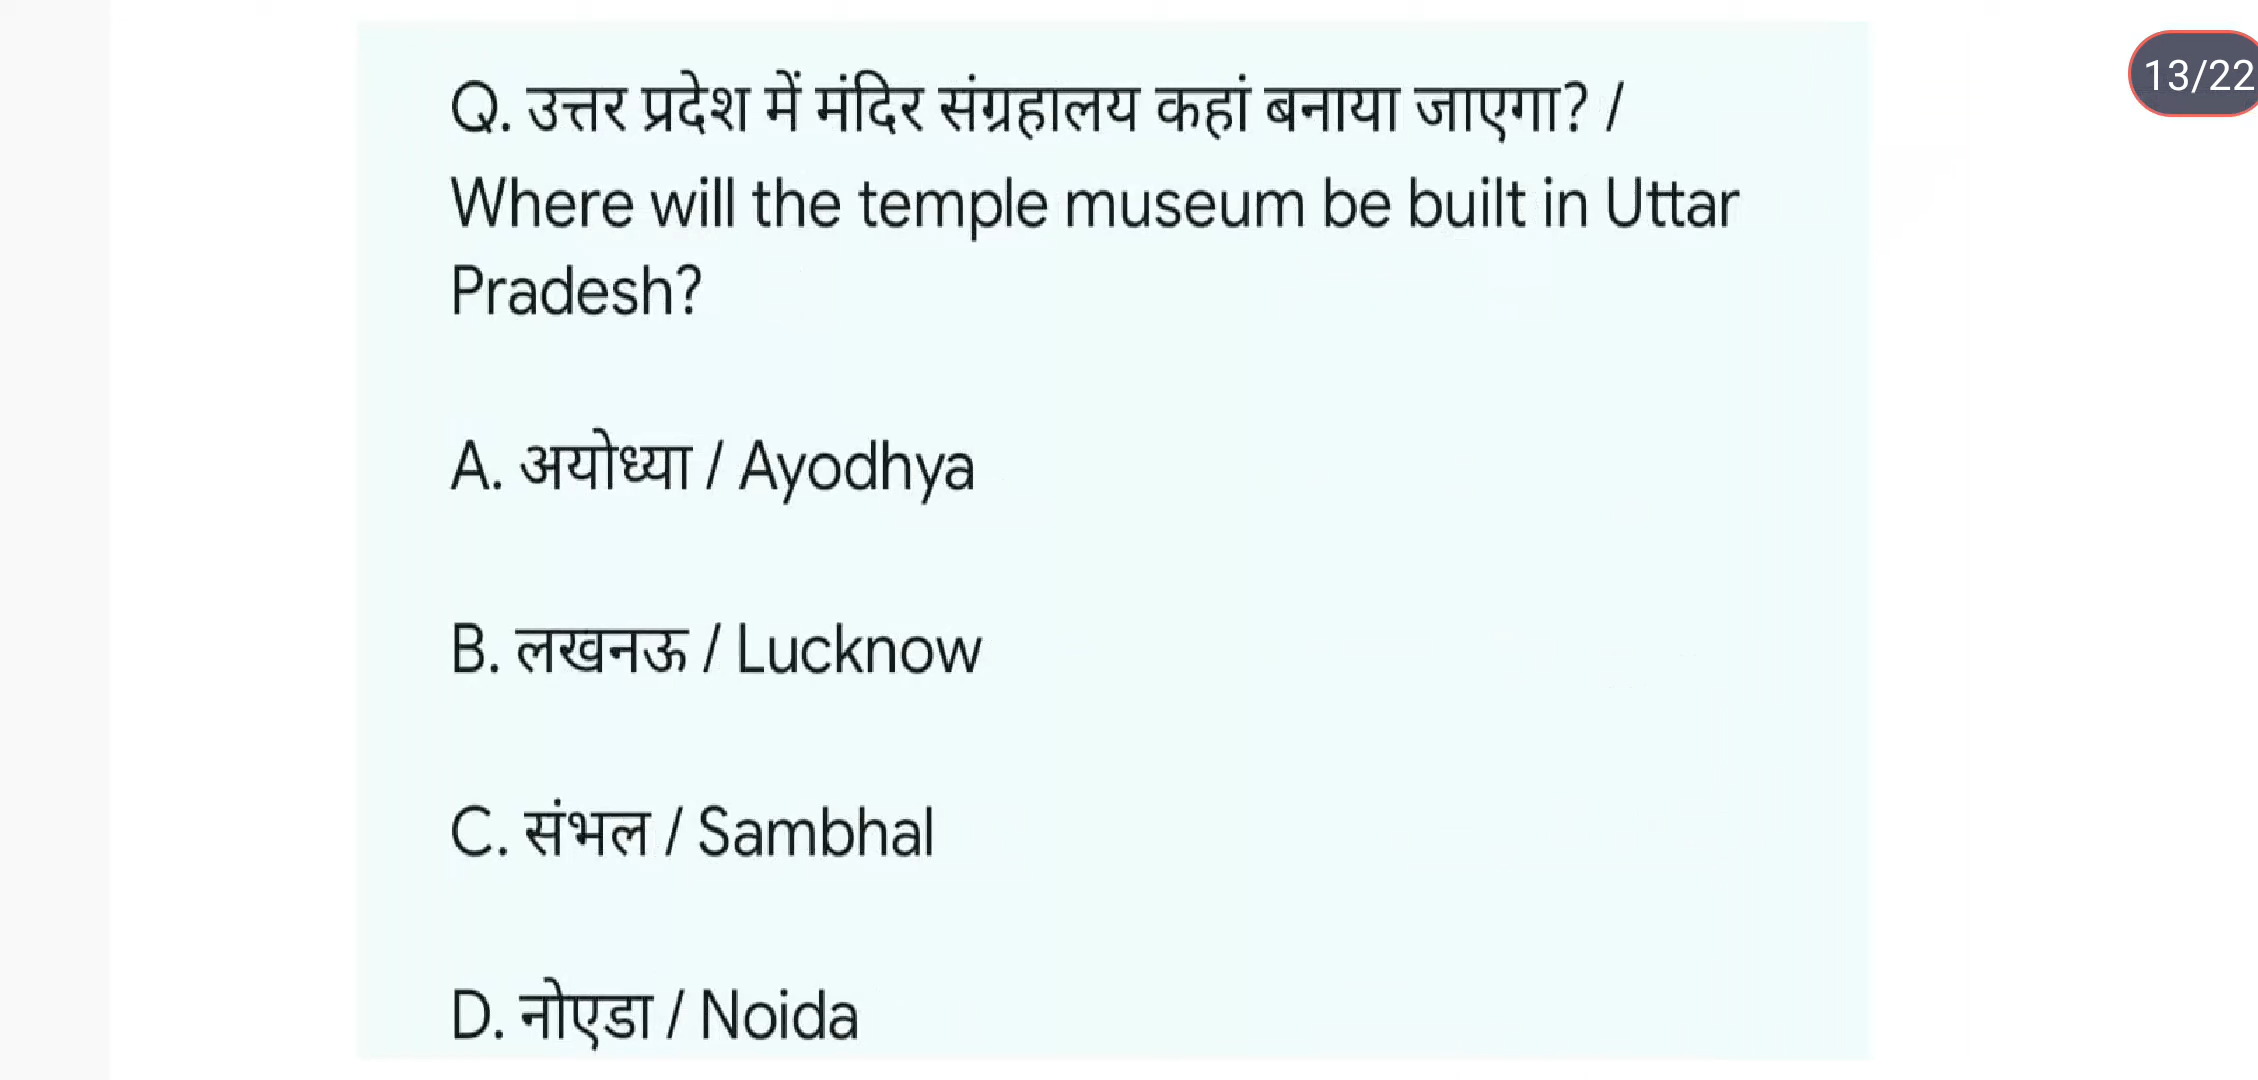 13/22
Q. उत्तर प्रदेश में मंदिर संग्रहालय कहां बनाया जाएगा? /
Where will the temple museum be built in Uttar
Pradesh?
A. अयोध्या / Ayodhya
B. लखनऊ / Lucknow
C. संभल / Sambhal
D. नोएडा / Noida